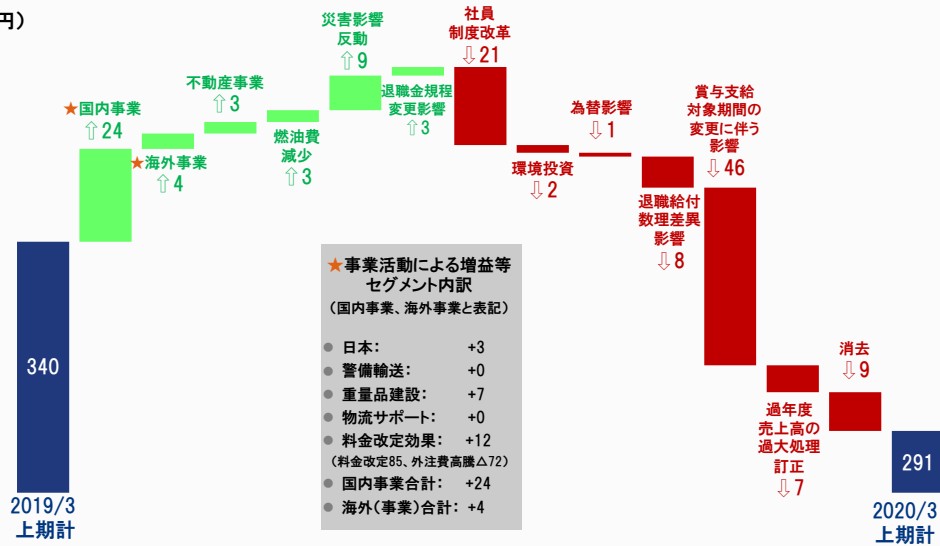 円）
★国内事業
⇧24
★海外事業
⇧4
不動産事業
⇧3
燃油費
減少
⇧3
災害影響
反動
⇧9
退職金規程
変更影響
⇧3
社員
制度改革
⇩21
環境投資
⇩2
為替影響
⇩1
退職給付
数理差異
影響
⇩8
賞与支給
対象期間の
変更に伴う
影響
⇩46
過年度
売上高の
過大処理
訂正
⇩7
消去
⇩9
340
2019/3
上期計
291
2020/3
上期計
★事業活動による増益等
セグメント内訳
（国内事業、海外事業と表記）
● 日本： +3
● 警備輸送： +0
● 重量品建設： +7
● 物流サポート： +0
● 料金改定効果： +12
（料金改定85、外注費高騰△72）
● 国内事業合計： +24
● 海外（事業）合計： +4